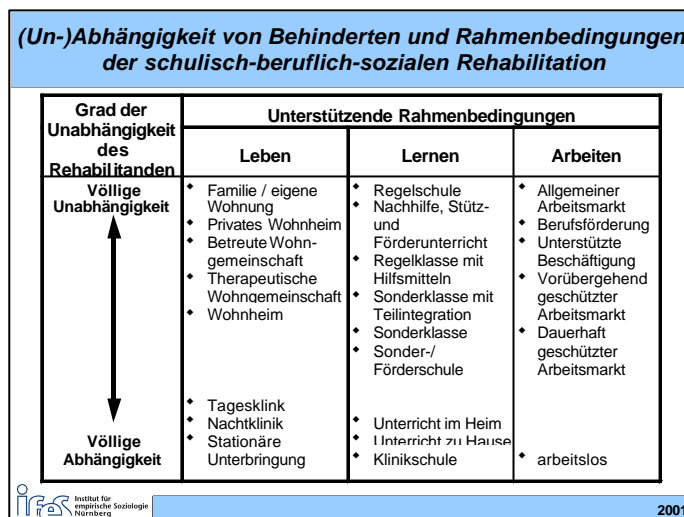 (Un-)Abhängigkeit von Behinderten und Rahmenbedingungen
der schulisch-beruflich-sozialen Rehabilitation
Grad der
Unabhängigkeit
des
Rehabilitanden
Unterstützende Rahmenbedingungen
Leben
Lernen
Arbeiten
Völlige
Unabhängigkeit
Völlige
Abhängigkeit
Familie / eigene
Wohnung
Privates Wohnheim
Betreute Wohn-
gemeinschaft
Therapeutische
Wohngemeinschaft
Wohnheim
Tagesklink
Nachtklinik
Stationäre
Unterbringung
Regelschule
Nachhilfe, Stütz-
und
Förderunterricht
Regelklasse mit
Hilfsmitteln
Sonderklasse mit
Teilintegration
Sonderklasse
Sonder-/
Förderschule
Unterricht im Heim
Unterricht zu Hause
Klinikschule
Allgemeiner
Arbeitsmarkt
Berufsförderung
Unterstützte
Beschäftigung
Vorübergehend
geschützter
Arbeitsmarkt
Dauerhaft
geschützter
Arbeitsmarkt
arbeitslos
ifes
Institut für
empirische Soziologie
Nürnberg
2001